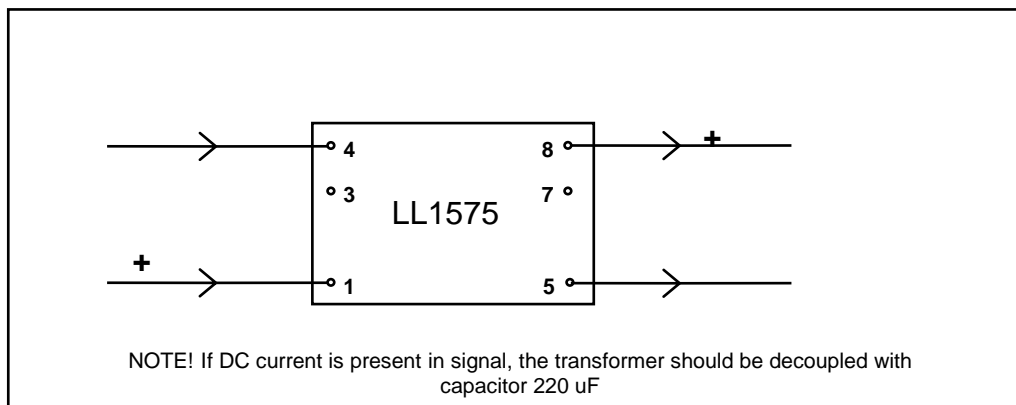 4 8 +
3 LL1575 7
+
1 5
NOTE! If DC current is present in signal, the transformer should be decoupled with
capacitor 220 uF